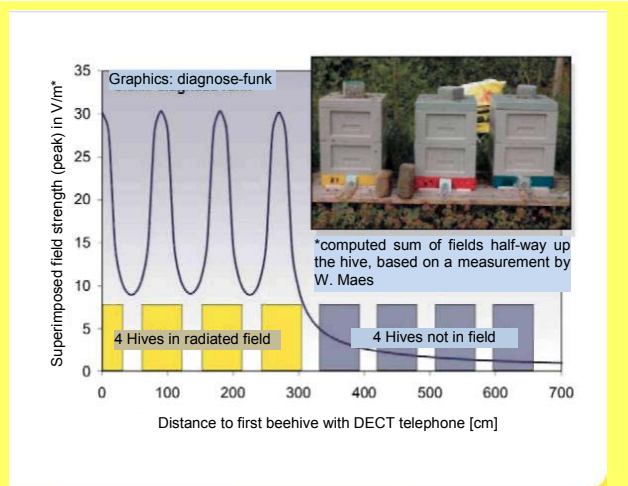 Graphics: diagnose-funk
Superimposed field strength (peak) in V/m*
35
30
25
20
15
10
5
0
*computed sum of fields half-way up
the hive, based on a measurement by
W. Maes
4 Hives in radiated field
4 Hives not in field
0 100 200 300 400 500 600 700
Distance to first beehive with DECT telephone [cm]